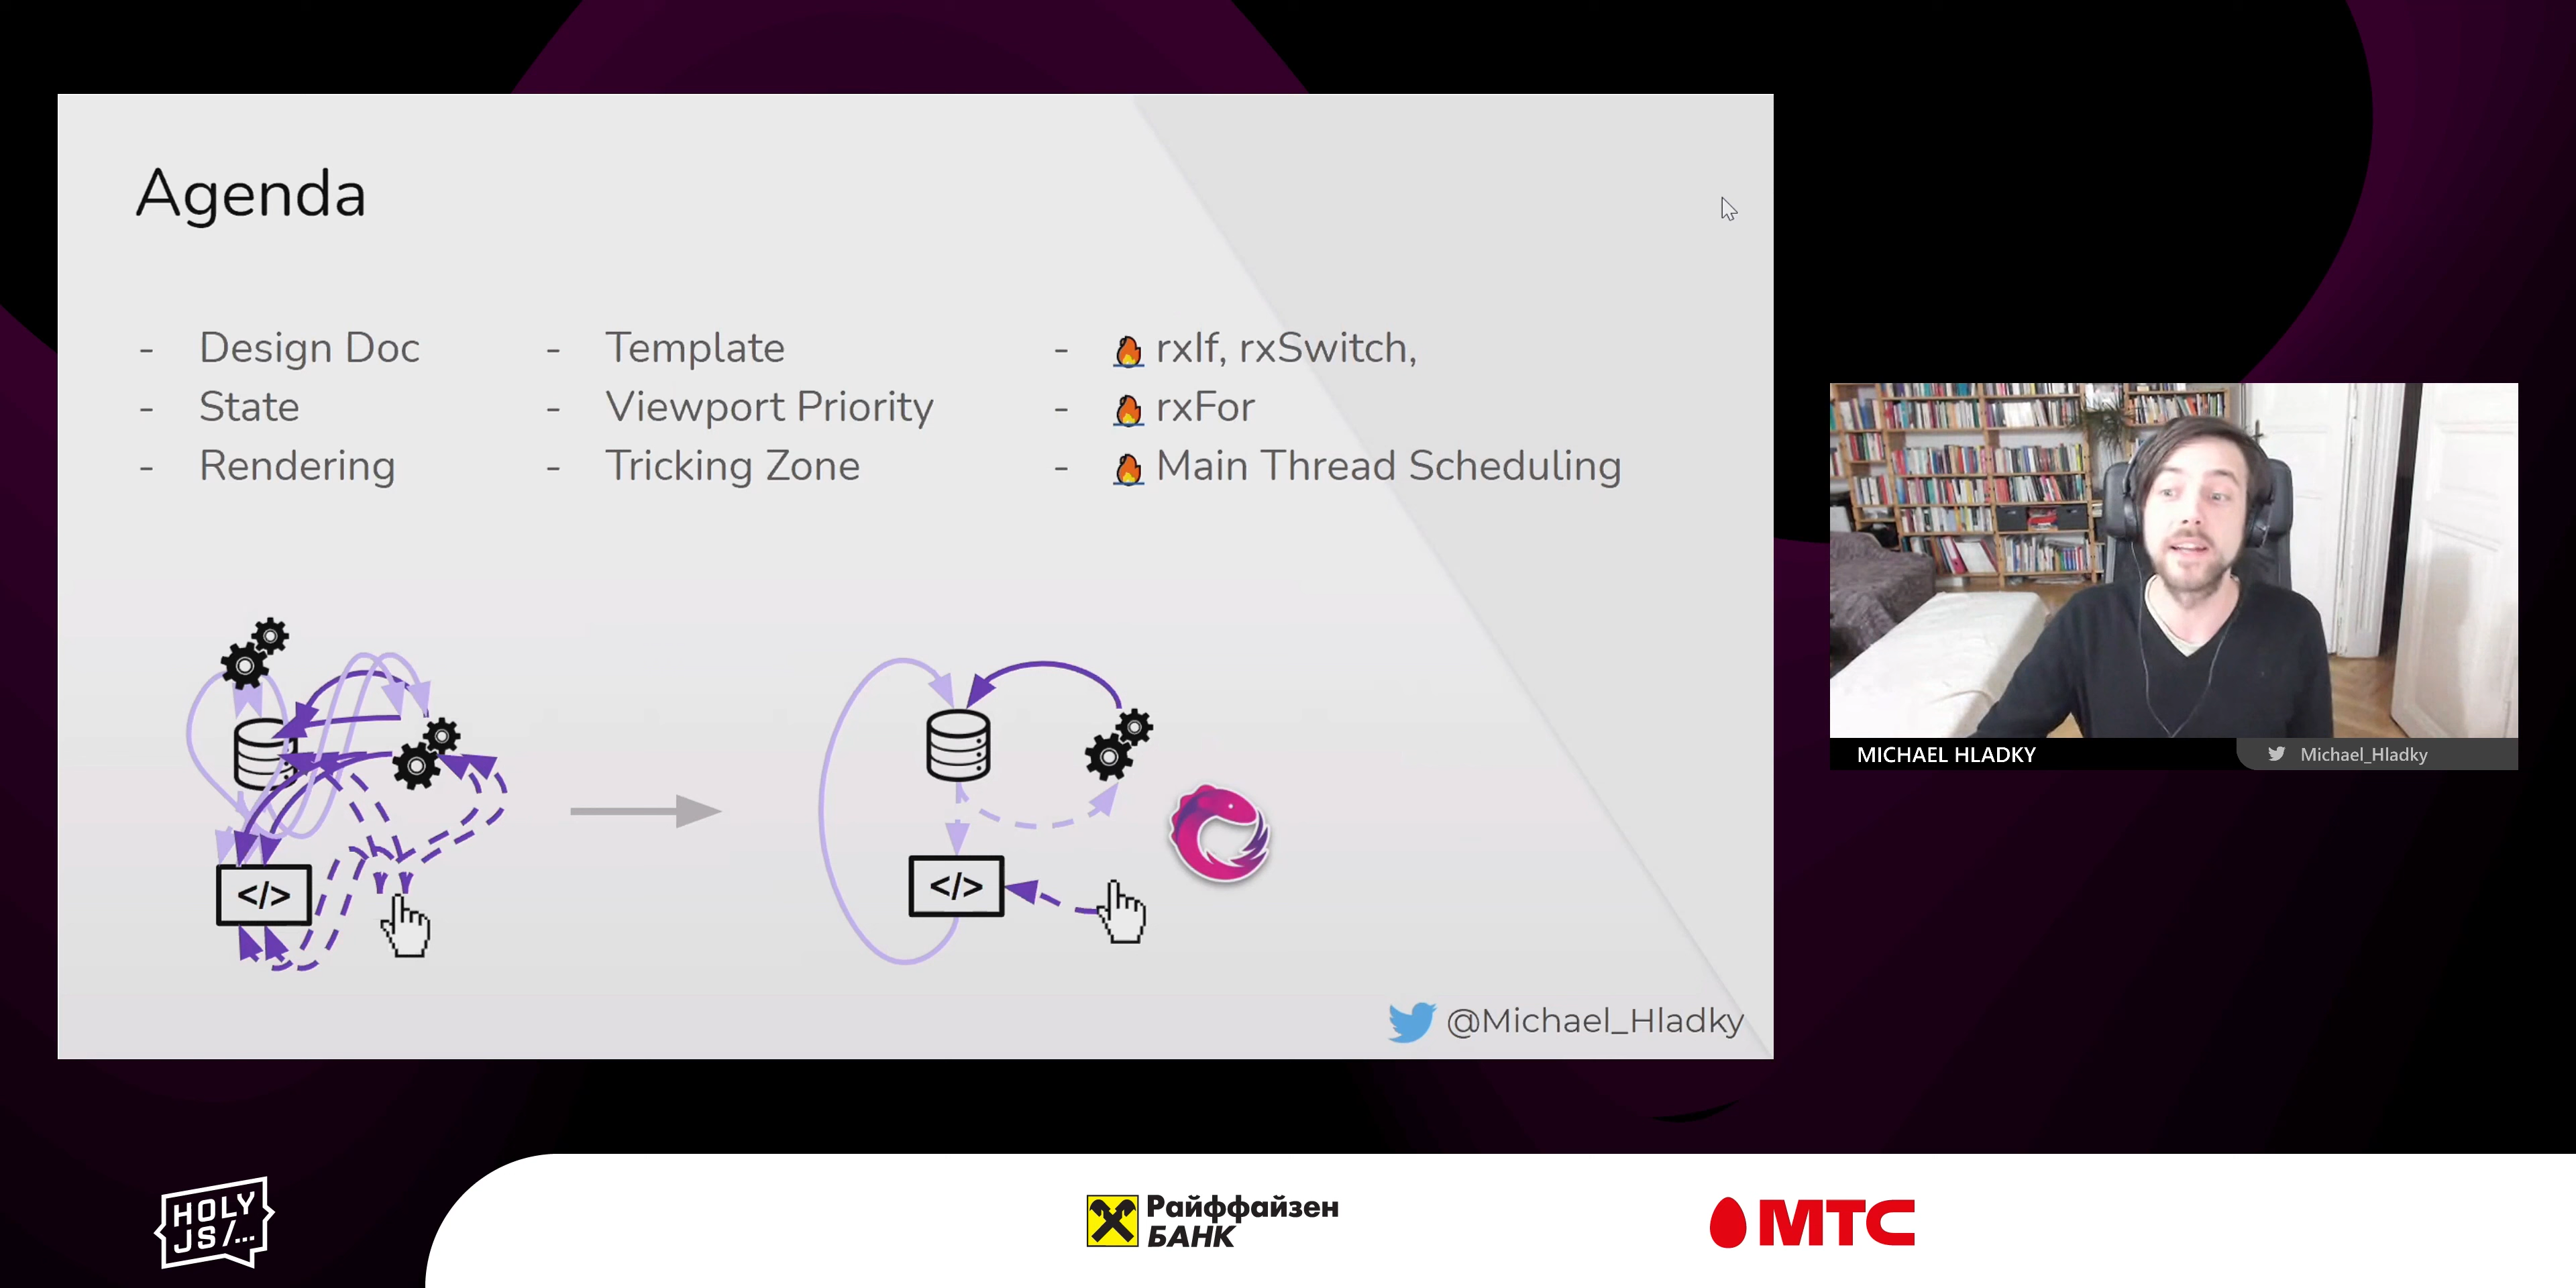 Agenda
- Design Doc
- State
- Rendering
- Template
- Viewport Priority
- Tricking Zone
- 🔥 rxIf, rxSwitch,
- 🔥 rxFor
- 🔥 Main Thread Scheduling
</>
</>
@Michael_Hladky
MICHAEL HLADKY
Michael_Hladky
HOLY
JS/...
Райффайзен
БАНК
МТС